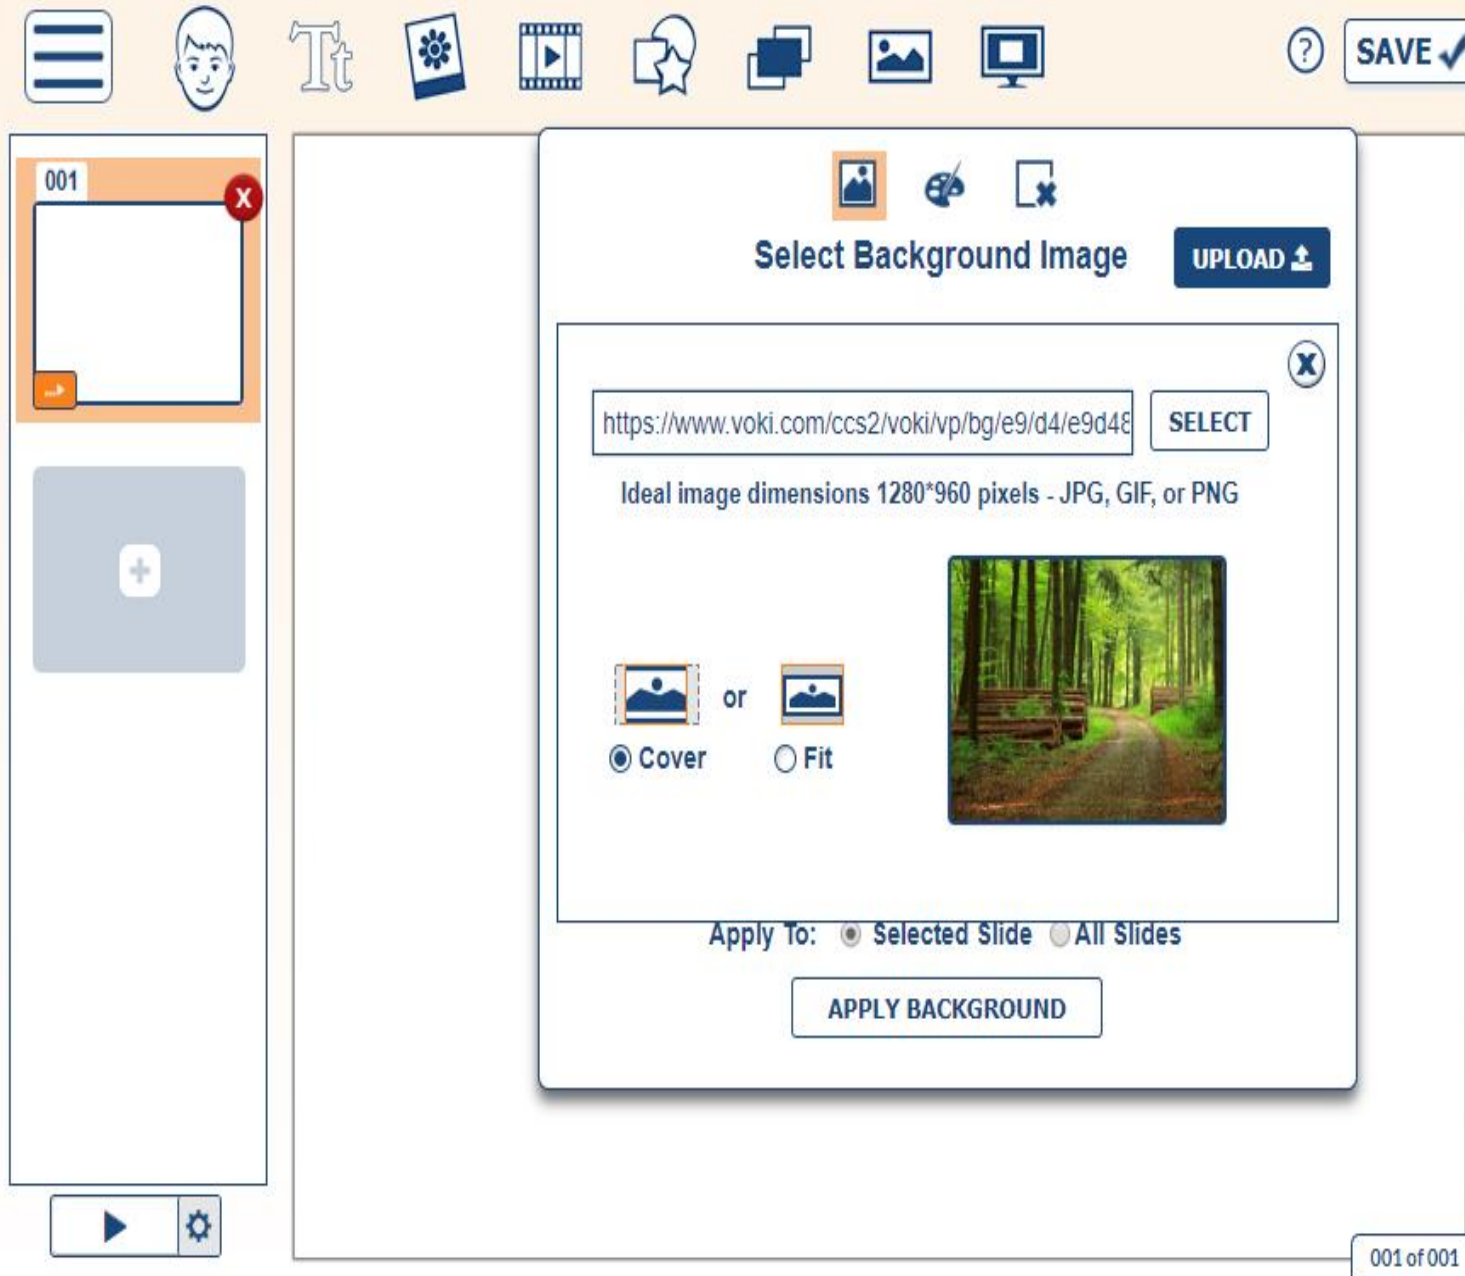 Tt
? SAVE
001
X
Select Background Image
UPLOAD
X
https://www.voki.com/ccs2/voki/vp/bg/e9/d4/e9d48
SELECT
Ideal image dimensions 1280*960 pixels - JPG, GIF, or PNG
or
Cover Fit
Apply To: Selected Slide All Slides
APPLY BACKGROUND
001 of 001